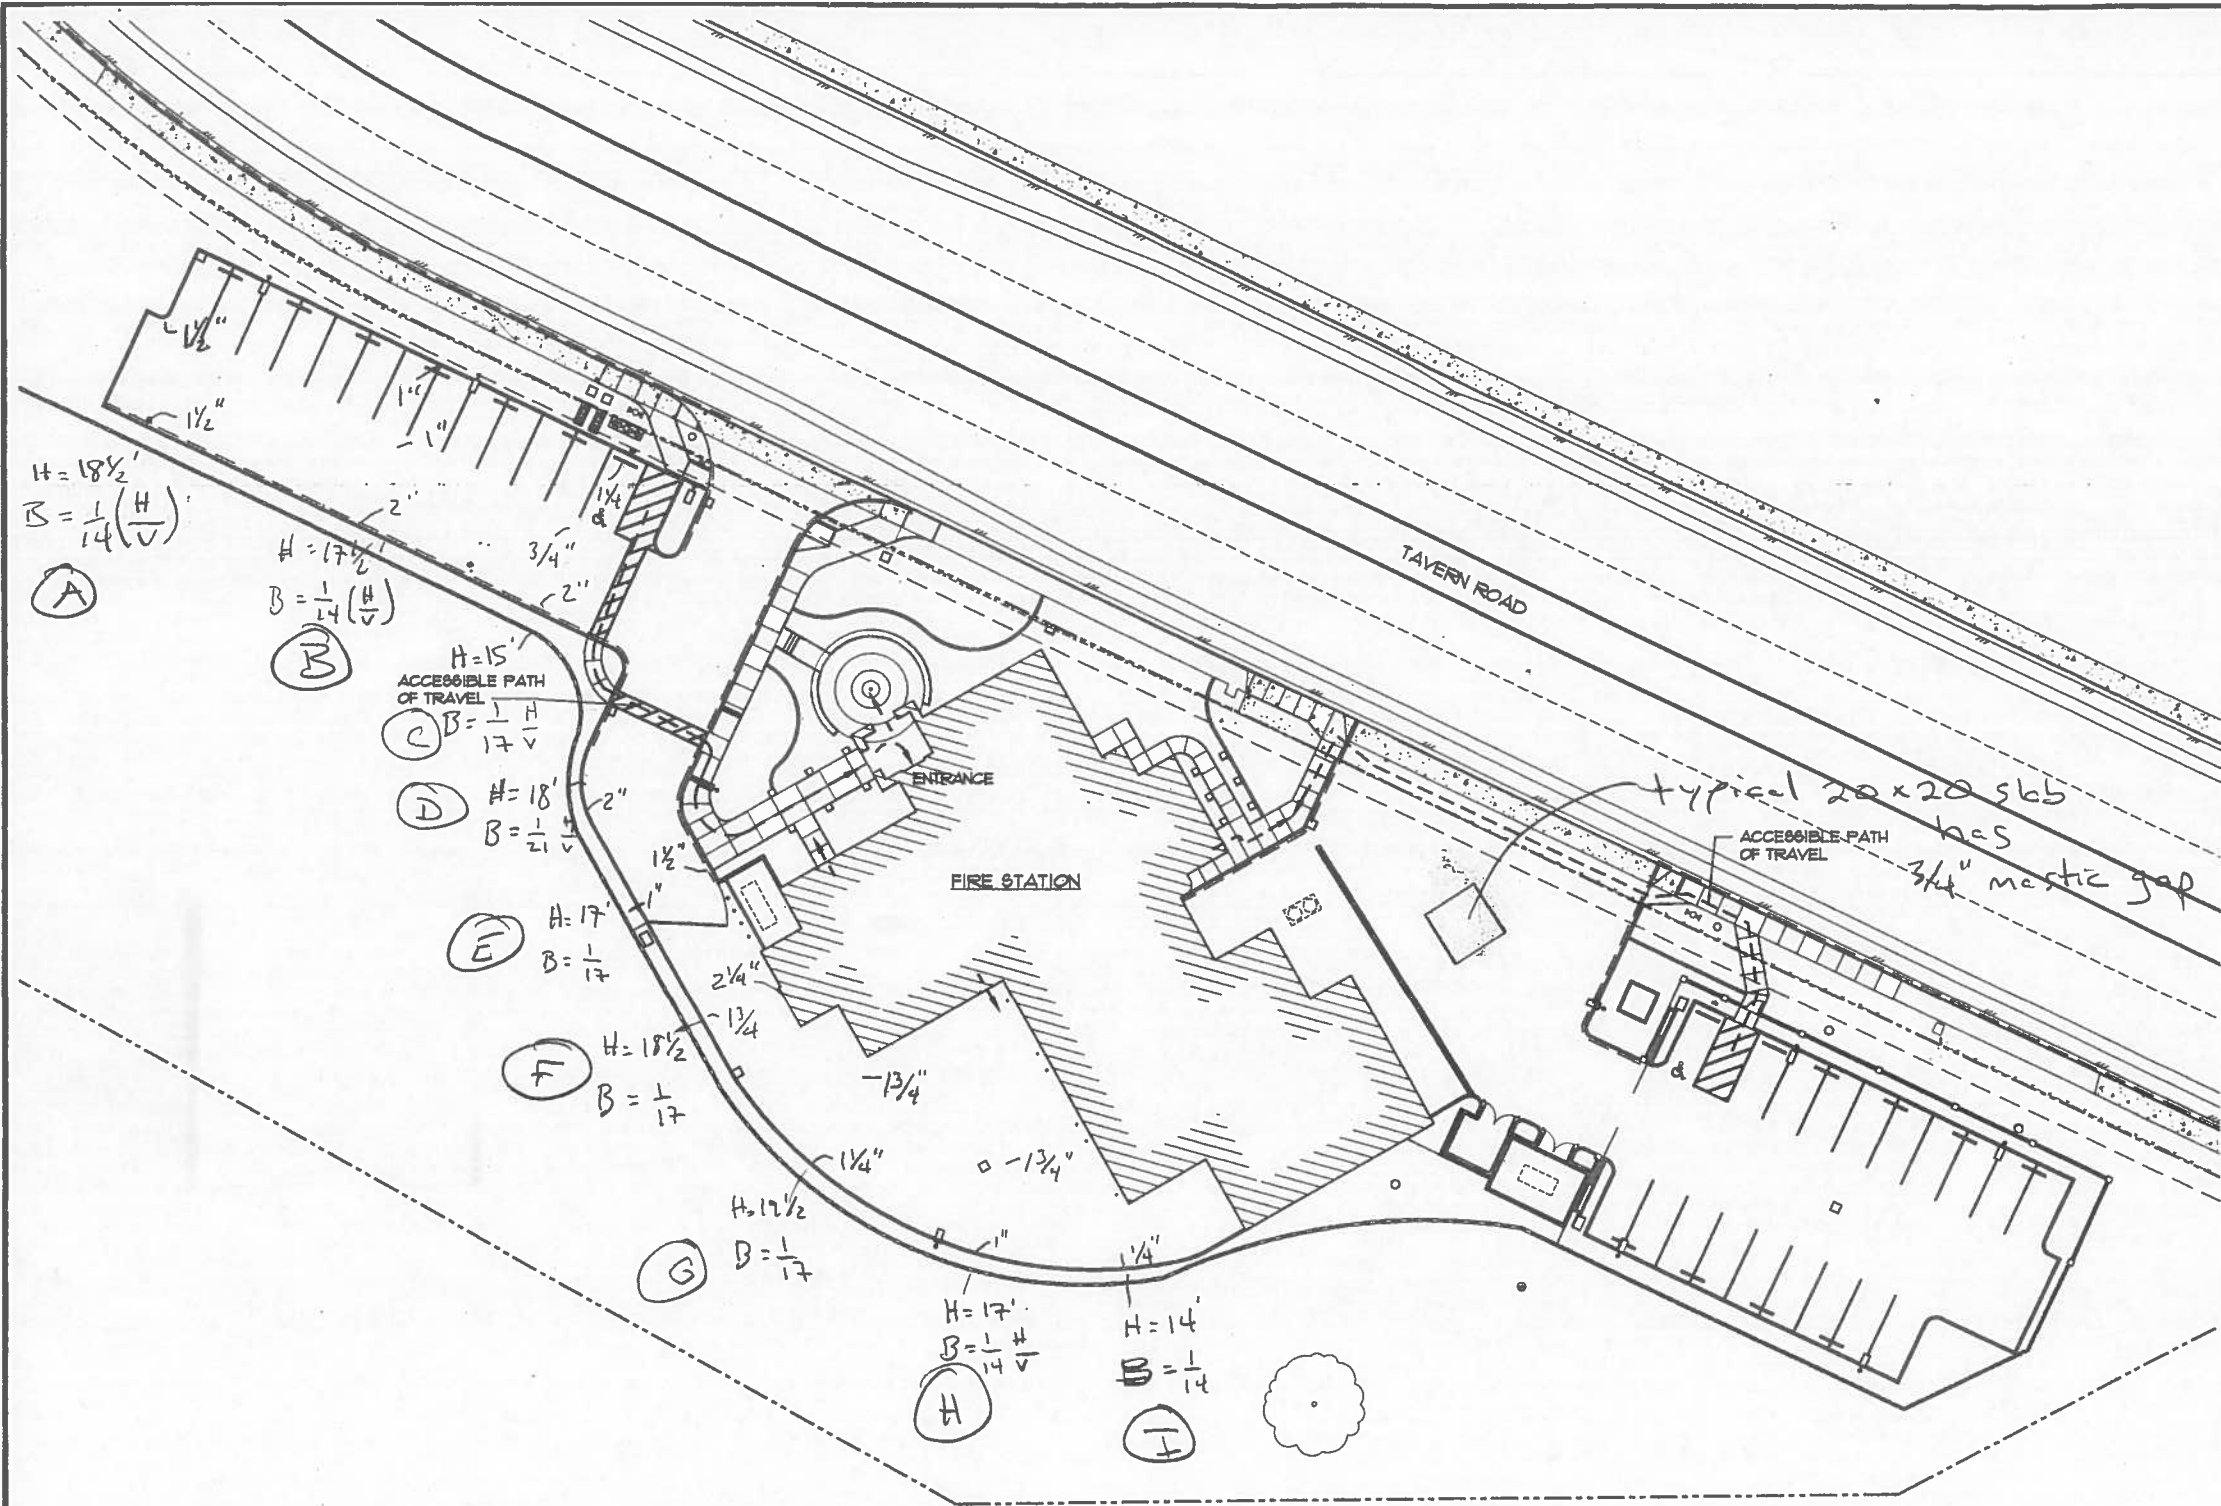 TAVERN ROAD
1½"
1½"
1"
1"
2"
1¼
&
3/4"
2"
H = 18½'
B = 1/14 (H/V)
A
H = 17½'
B = 1/14 (H/V)
B
H = 15'
ACCESSIBLE PATH
OF TRAVEL
C B = 1/17 H/V
D H = 18'
B = 1/21 H/V
2"
ENTRANCE
FIRE STATION
typical 20 x 20 slab
has
3/4" mastic gap
ACCESSIBLE PATH
OF TRAVEL
1½"
1"
E H = 17'
B = 1/17
2¼"
1¾
F H = 18½
B = 1/17
1¾"
1¾"
1¼"
B = 1/17
G
1"
1¼"
H = 17'
B = 1/14 H/V
H
H = 14'
B = 1/14
I
&